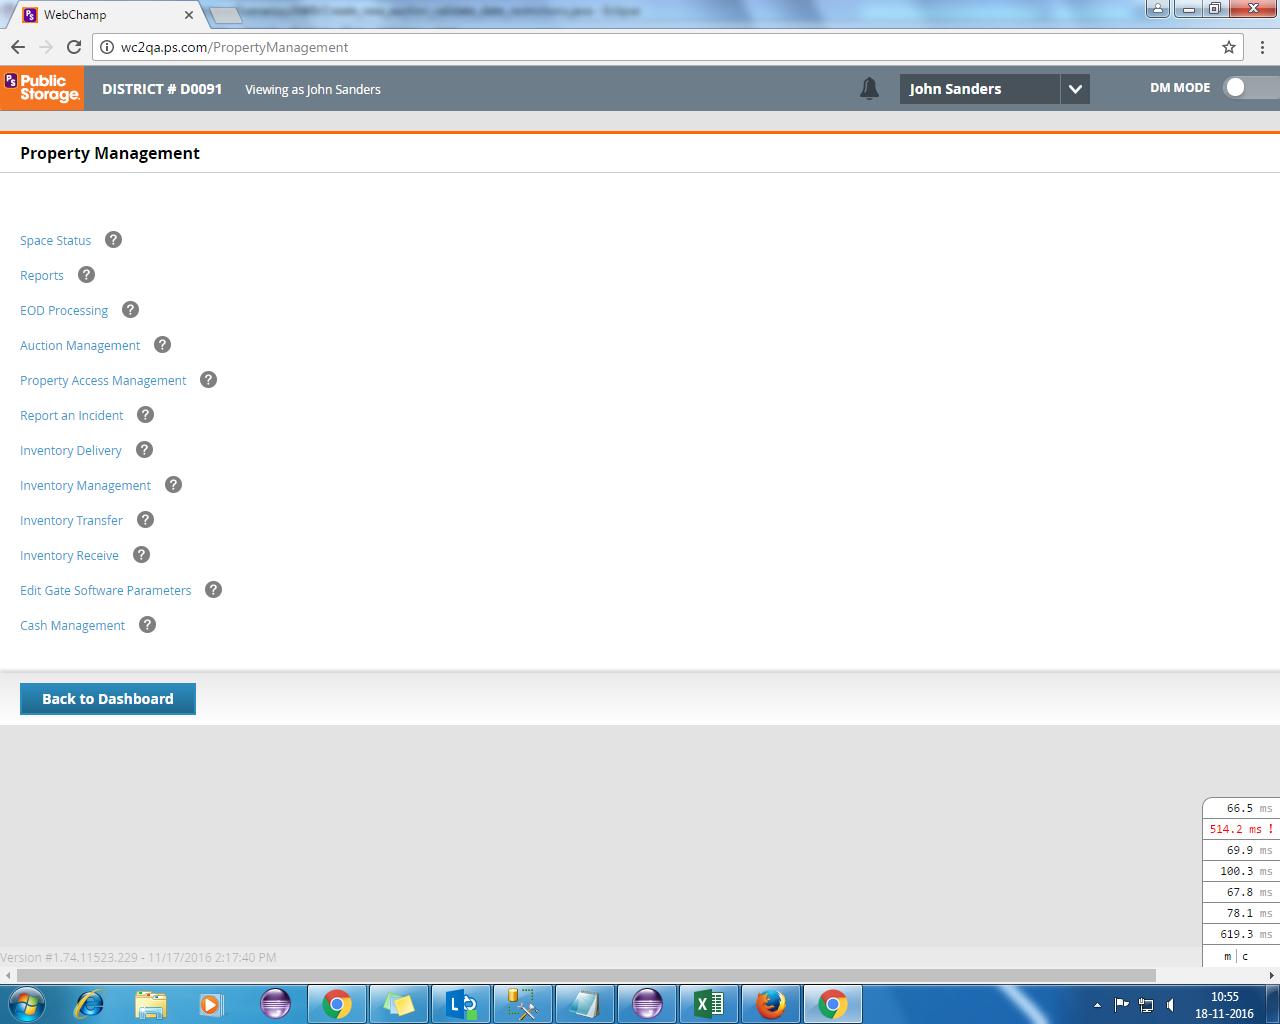 WebChamp
wc2qa.ps.com/PropertyManagement
PS Public Storage.
DISTRICT # D0091
Viewing as John Sanders
John Sanders
DM MODE
Property Management
Space Status ?
Reports ?
EOD Processing ?
Auction Management ?
Property Access Management ?
Report an Incident ?
Inventory Delivery ?
Inventory Management ?
Inventory Transfer ?
Inventory Receive ?
Edit Gate Software Parameters ?
Cash Management ?
Back to Dashboard
66.5 ms
514.2 ms !
69.9 ms
100.3 ms
67.8 ms
78.1 ms
619.3 ms
m | c
Version #1.74.11523.229 - 11/17/2016 2:17:40 PM
10:55
18-11-2016